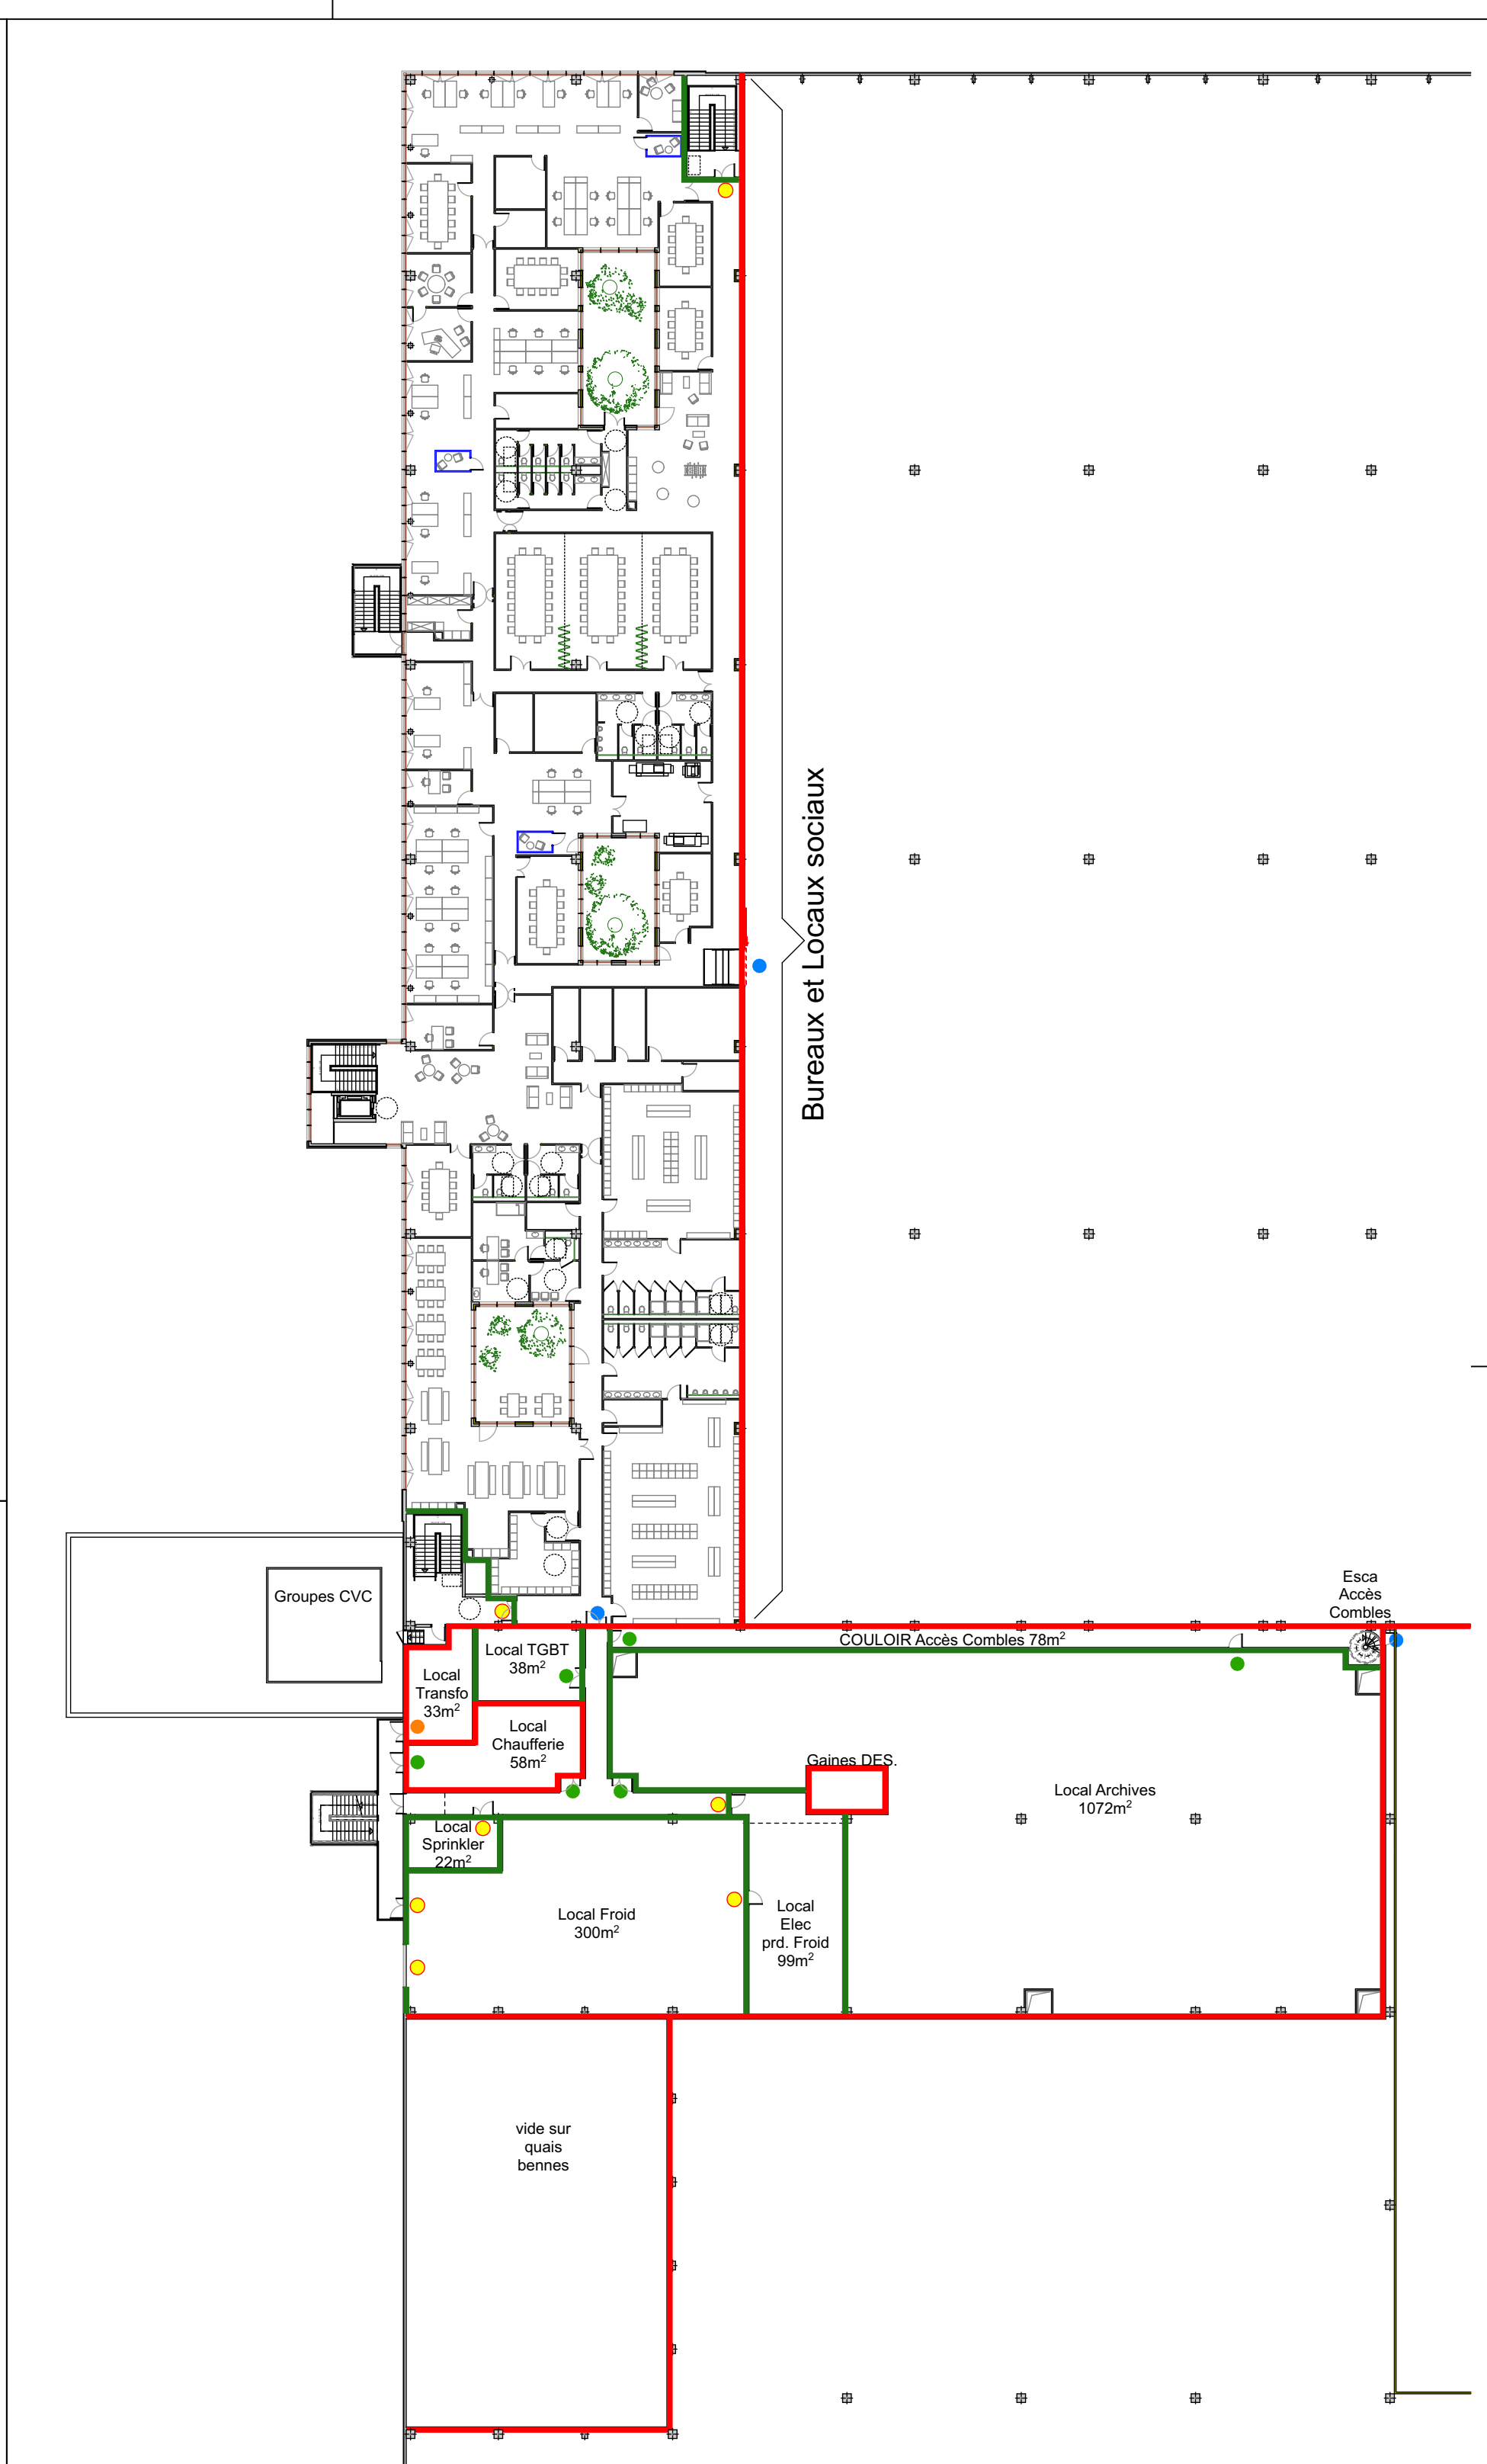 Bureaux et Locaux sociaux
Groupes CVC
Esca
Accès
Combles
COULOIR Accès Combles 78m²
Local TGBT
38m²
Local
Transfo
33m²
Local
Chaufferie
58m²
Gaines DES.
Local Archives
1072m²
Local
Sprinkler
22m²
Local Froid
300m²
Local
Elec
prd. Froid
99m²
vide sur
quais
bennes